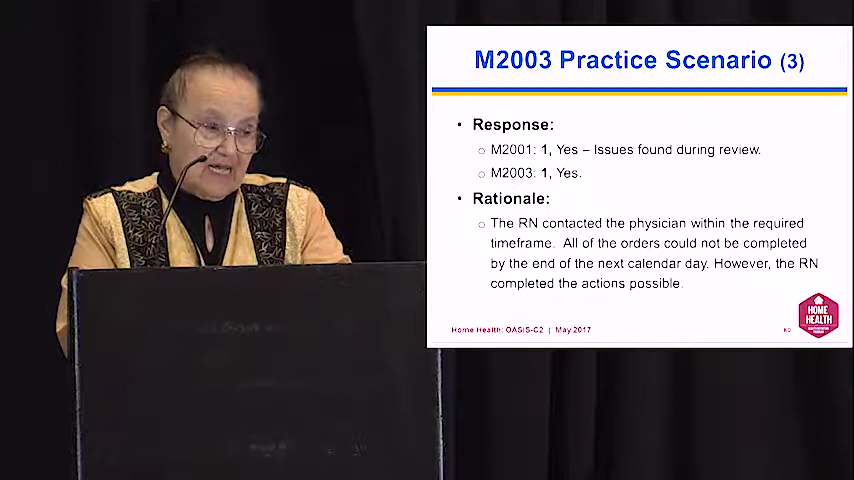 M2003 Practice Scenario (3)
• Response:
○ M2001: 1, Yes – Issues found during review.
○ M2003: 1, Yes.
• Rationale:
○ The RN contacted the physician within the required
timeframe. All of the orders could not be completed
by the end of the next calendar day. However, the RN
completed the actions possible.
HOME
HEALTH
Home Health: OASIS-C2 | May 2017